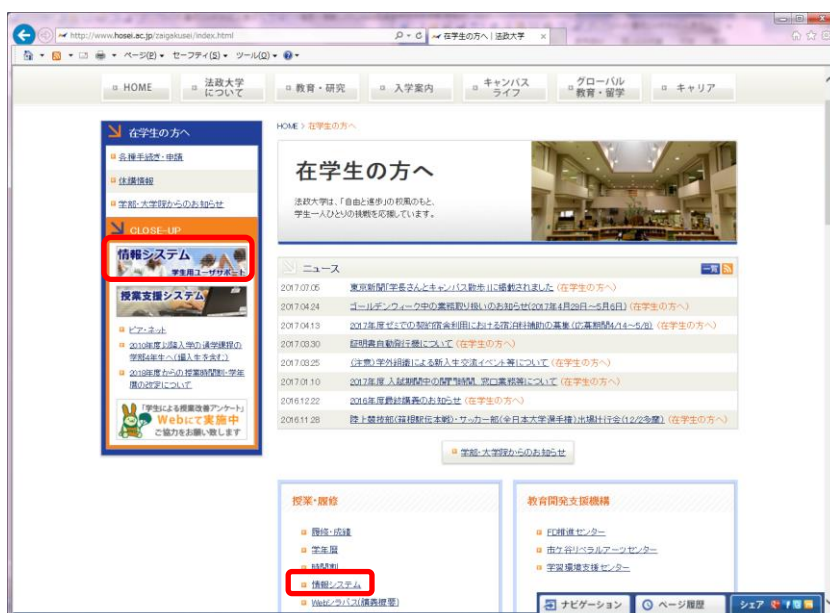 http://www.hosei.ac.jp/zaigakusei/index.html
在学生の方へ | 法政大学
ページ(P)
セーフティ(S)
ツール(O)
HOME
法政大学
について
教育・研究
入学案内
キャンパス
ライフ
グローバル
教育・留学
キャリア
在学生の方へ
各種手続き・申請
休講情報
学部・大学院からのお知らせ
CLOSE-UP
情報システム
学生用ユーザサポート
授業支援システム
ピア・ネット
2010年度以降入学の通学課程の
学部4年生へ(編入生を含む)
2019年度からの授業時間割・学年
暦の改定について
「学生による授業改善アンケート」
Webにて実施中
ご協力をお願い致します
HOME > 在学生の方へ
在学生の方へ
法政大学は、「自由と進歩」の校風のもと、
学生一人ひとりの挑戦を応援しています。
ニュース
一覧
2017.07.05 東京新聞「学長さんとキャンパス散歩」に掲載されました (在学生の方へ)
2017.04.24 ゴールデンウィーク中の業務取り扱いのお知らせ(2017年4月29日～5月6日) (在学生の方へ)
2017.04.13 2017年度ゼミでの契約宿舎利用における宿泊料補助の募集(応募期間4/14～5/8) (在学生の方へ)
2017.03.30 証明書自動発行機について (在学生の方へ)
2017.03.25 (注意)学外組織による新入生交流イベント等について (在学生の方へ)
2017.01.10 2017年度 入試期間中の開門時間、窓口業務等について (在学生の方へ)
2016.12.22 2016年度最終講義のお知らせ (在学生の方へ)
2016.11.28 陸上競技部(箱根駅伝本戦)・サッカー部(全日本大学選手権)出場壮行会(12/2多摩) (在学生の方へ)
学部・大学院からのお知らせ
授業・履修
履修・成績
学年暦
時間割
情報システム
Webシラバス(講義概要)
教育開発支援機構
FD推進センター
市ケ谷リベラルアーツセンター
学習環境支援センター
ナビゲーション
ページ履歴
シェア